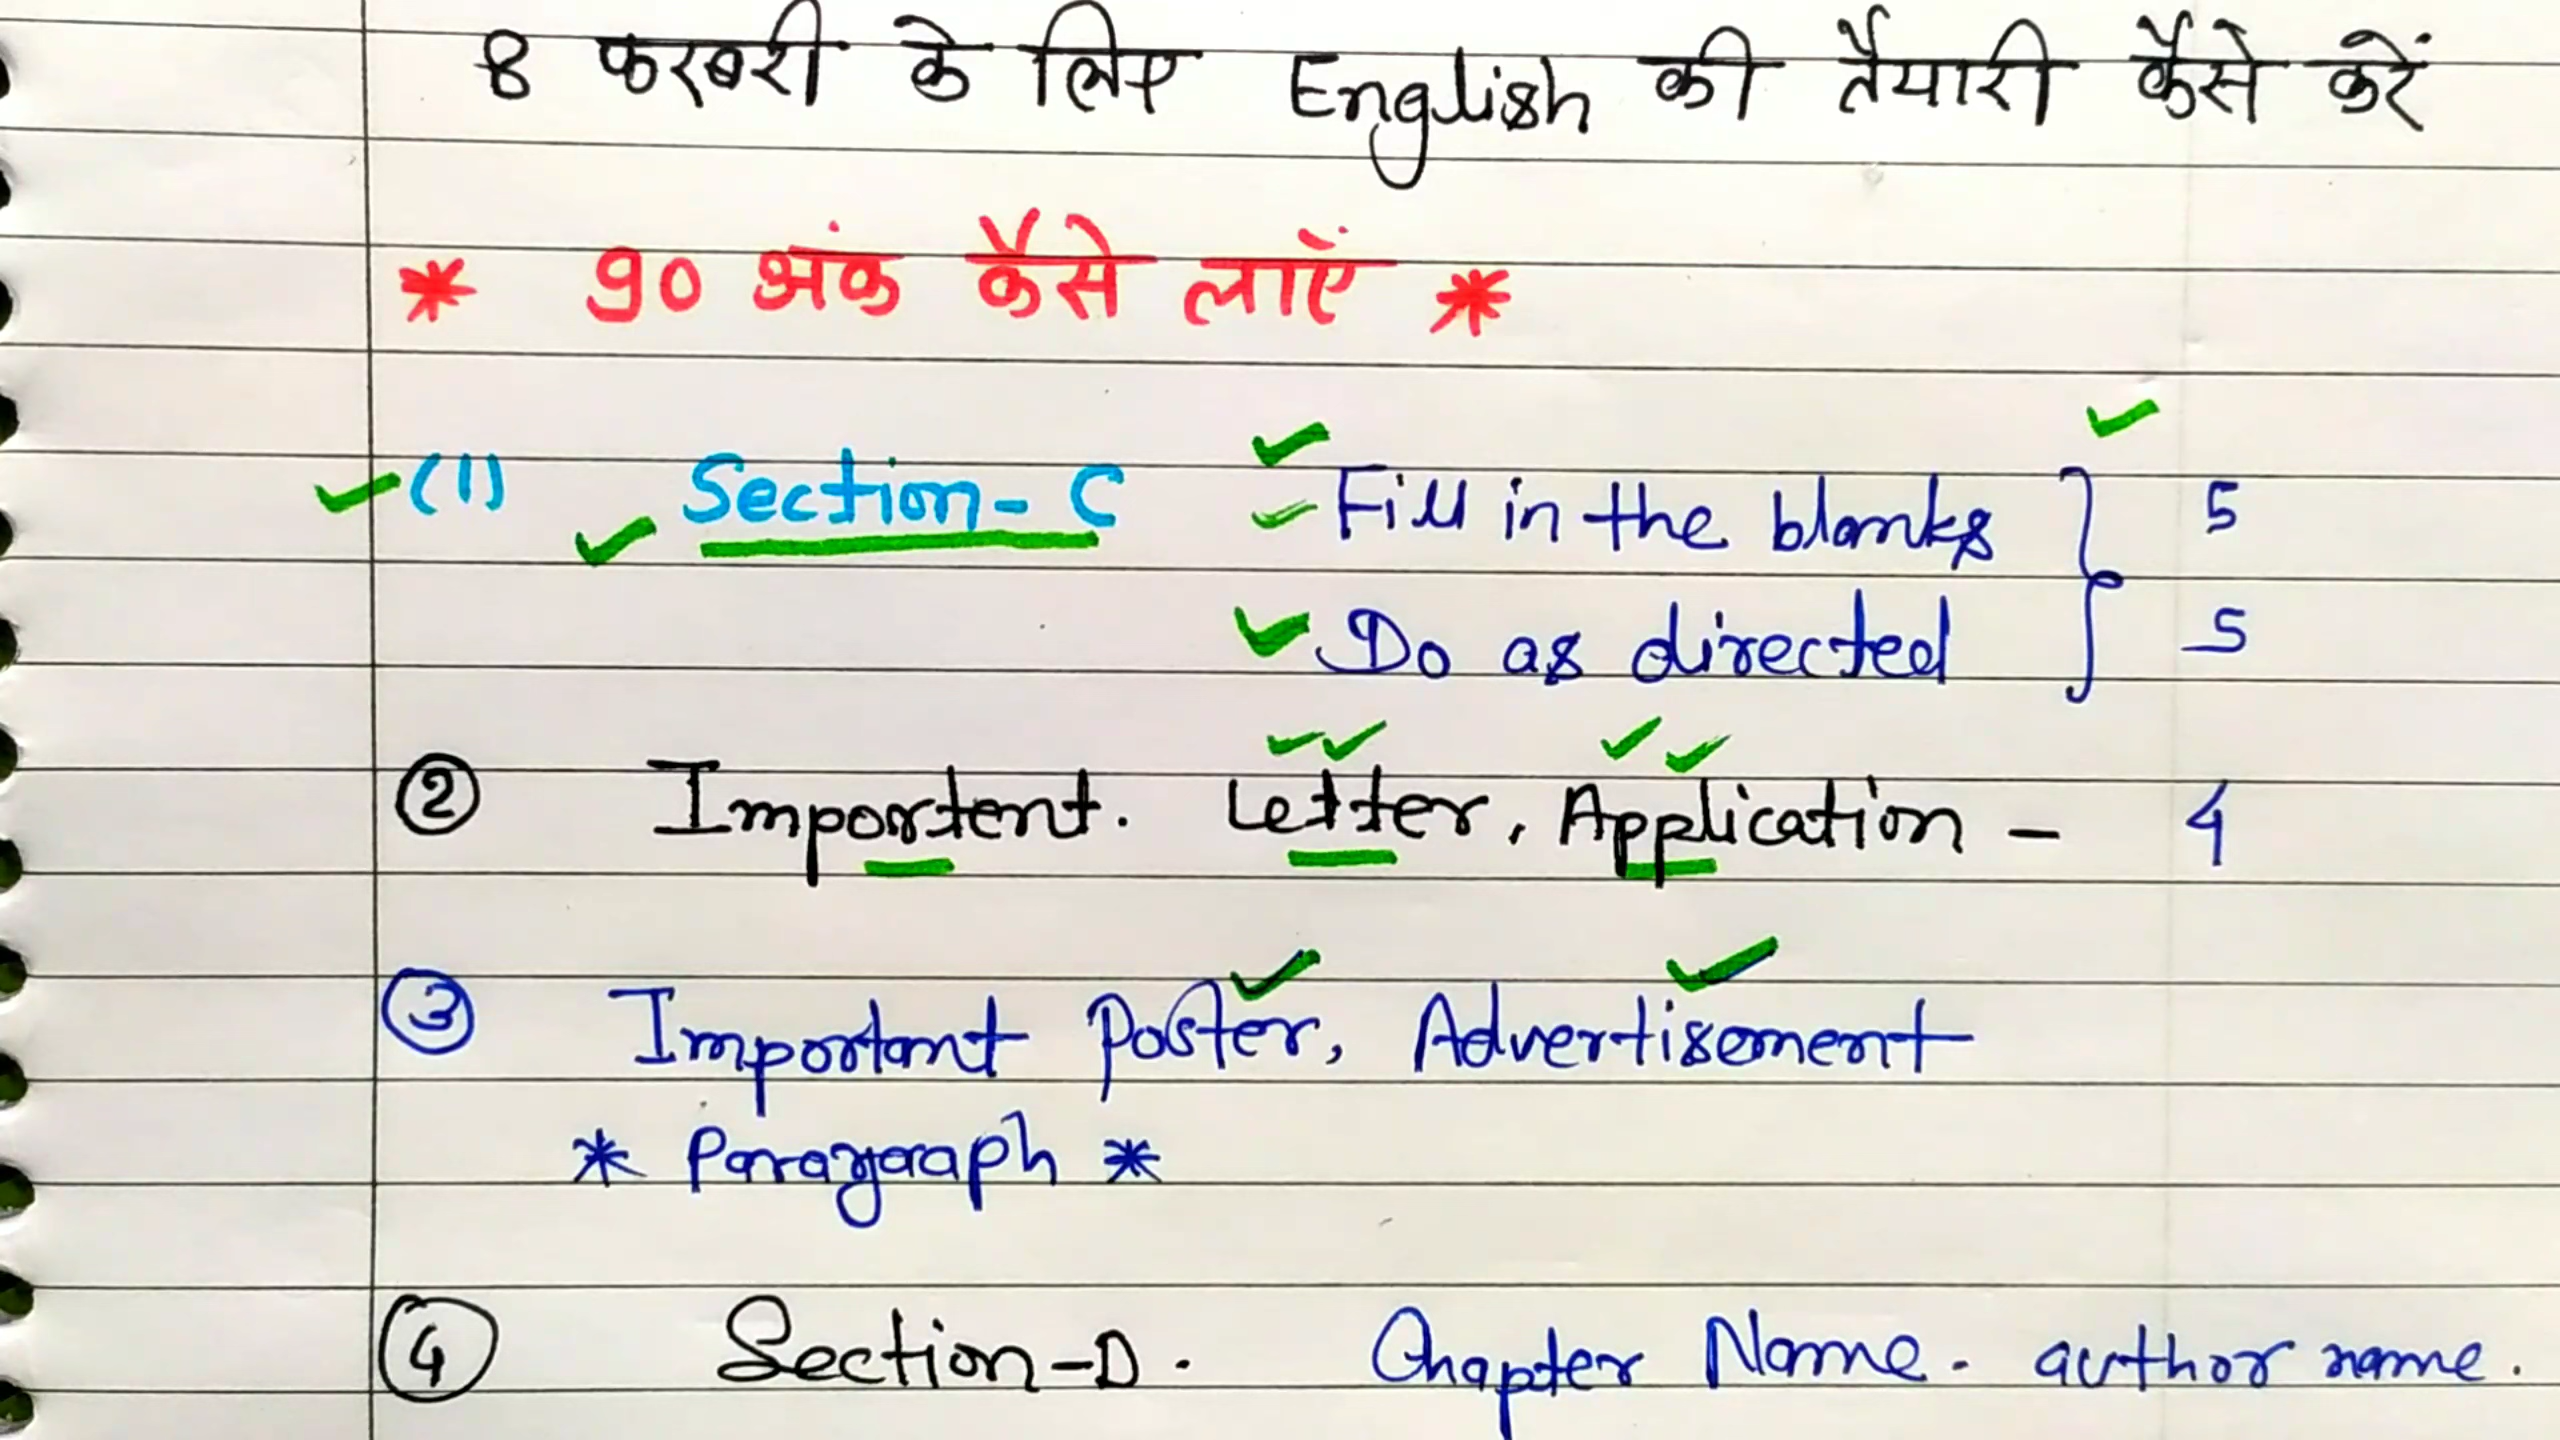 8 फरबरी के लिए English की तैयारी कैसे करें
* 90 अंक कैसे लाऐं *
(1) Section - C Fill in the blanks 5
Do as directed 5
2 Importent. Letter, Application - 4
3 Important Poster, Advertisement
* Paragraph *
4 Section - D. Chapter Name. author name.